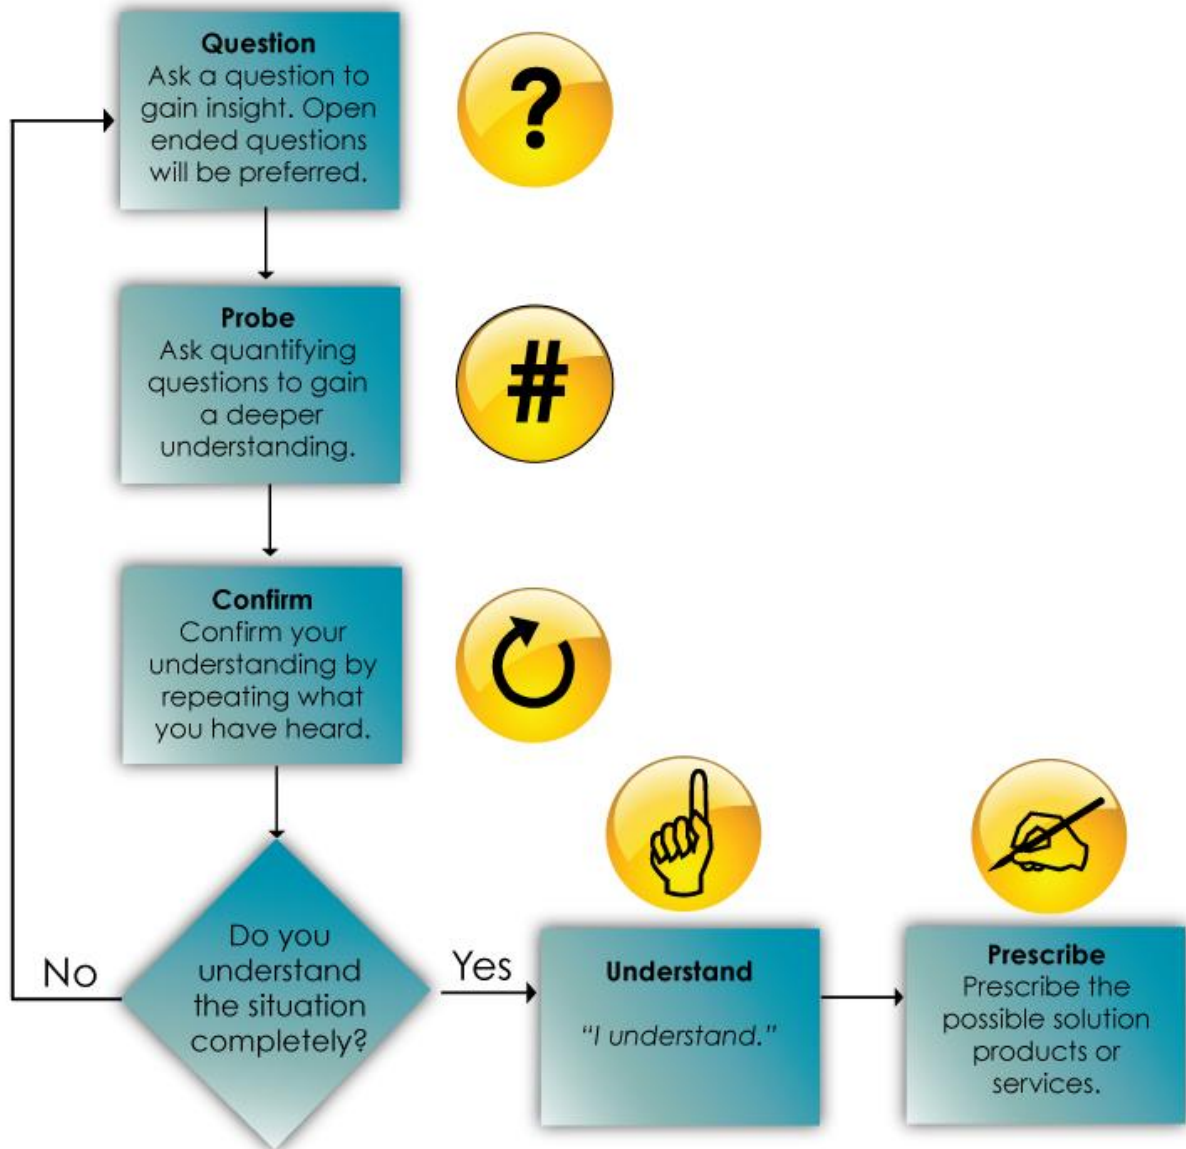 Question
Ask a question to
gain insight. Open
ended questions
will be preferred.
?
Probe
Ask quantifying
questions to gain
a deeper
understanding.
#
Confirm
Confirm your
understanding by
repeating what
you have heard.
Do you
understand
the situation
completely?
No
Yes
Understand
“I understand.”
Prescribe
Prescribe the
possible solution
products or
services.